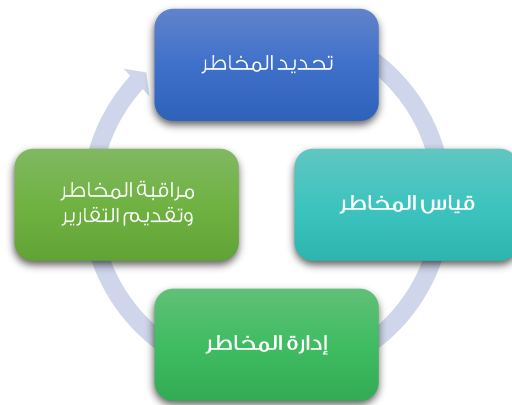 تحديد المخاطر
قياس المخاطر
إدارة المخاطر
مراقبة المخاطر
وتقديم التقارير